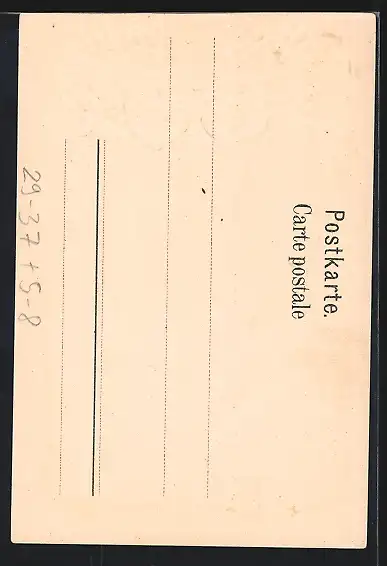 Postkarte.
Carte postale
29-37 + 5-8